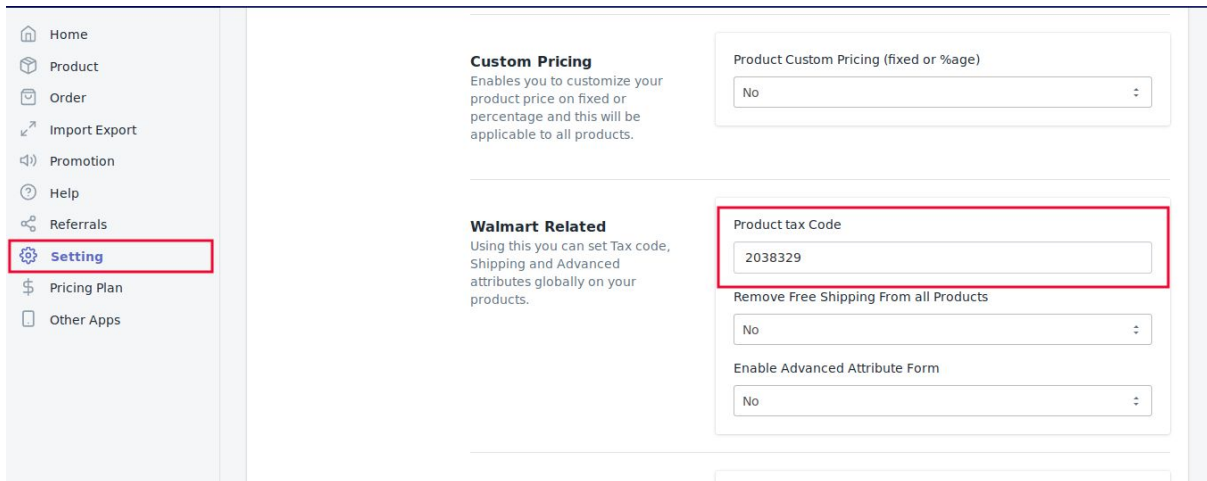 Home
Product
Order
Import Export
Promotion
Help
Referrals
Setting
Pricing Plan
Other Apps
Custom Pricing
Enables you to customize your
product price on fixed or
percentage and this will be
applicable to all products.
Product Custom Pricing (fixed or %age)
No
Walmart Related
Using this you can set Tax code,
Shipping and Advanced
attributes globally on your
products.
Product tax Code
2038329
Remove Free Shipping From all Products
No
Enable Advanced Attribute Form
No